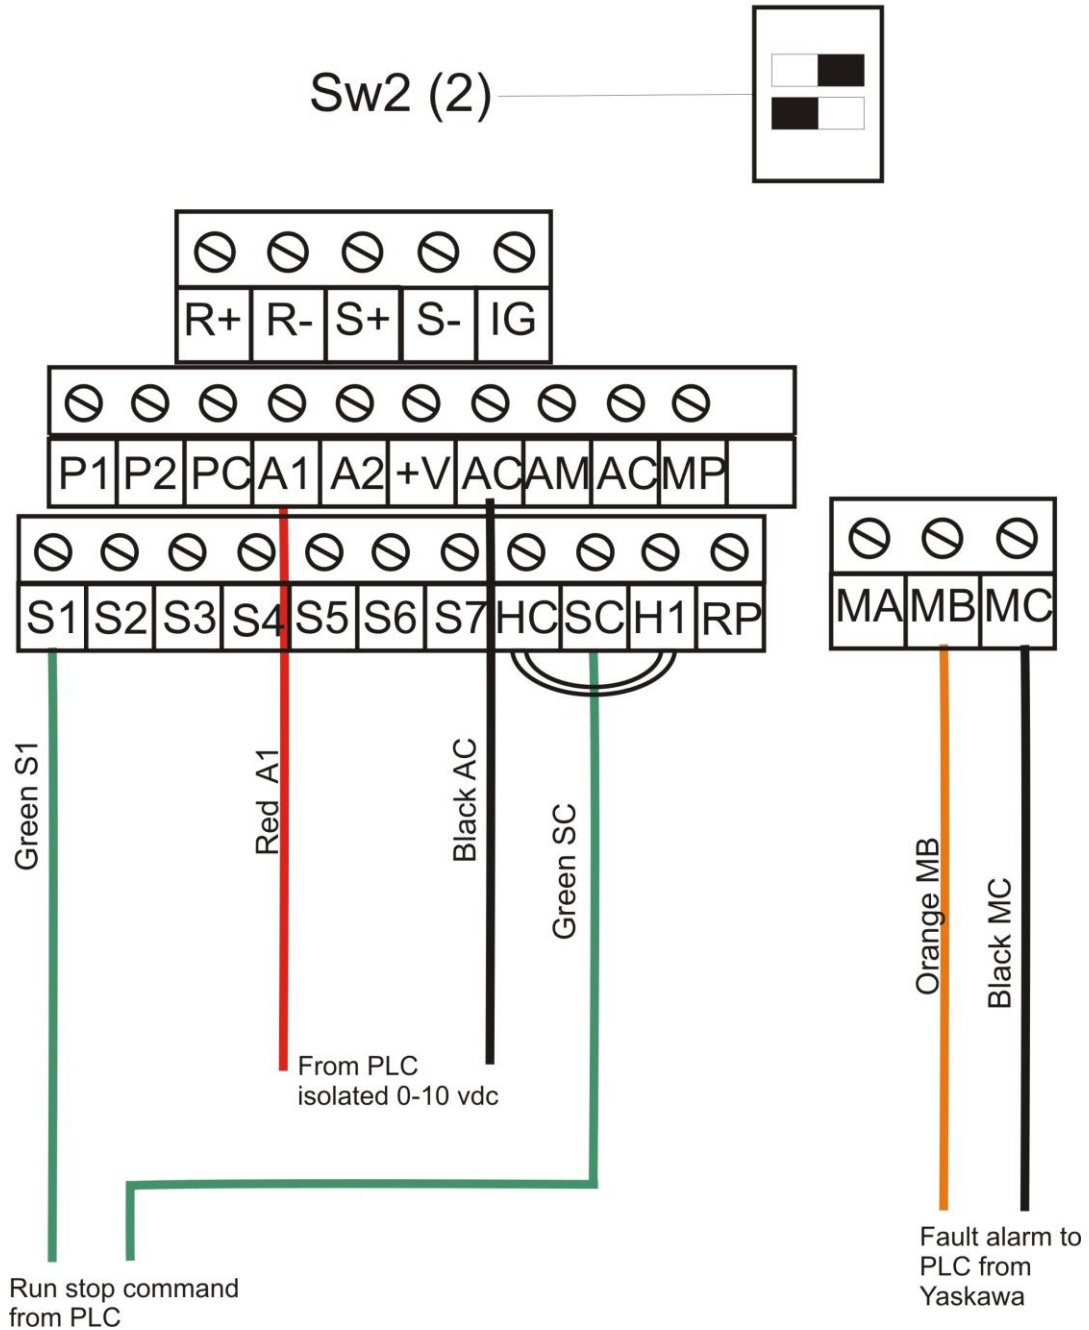 Sw2 (2)
R+ R- S+ S- IG
P1 P2 PC A1 A2 +V AC AM AC MP
S1 S2 S3 S4 S5 S6 S7 HC SC H1 RP
MA MB MC
Green S1
Red A1
Black AC
Green SC
Orange MB
Black MC
From PLC
isolated 0-10 vdc
Run stop command
from PLC
Fault alarm to
PLC from
Yaskawa